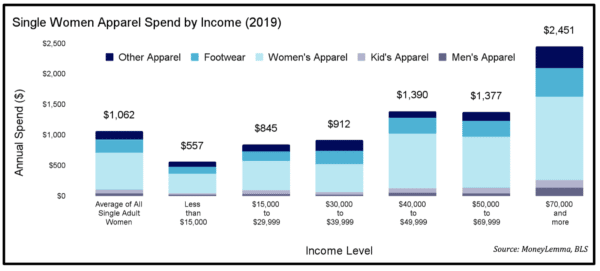 Single Women Apparel Spend by Income (2019)
$2,451
$2,500
Other Apparel
Footwear
Women's Apparel
Kid's Apparel
Men's Apparel
$2,000
$1,390
$1,377
$1,500
$1,062
$912
$845
$1,000
$557
$500
$0
Annual Spend ($)
Average of All
Single Adult
Women
Less
than
$15,000
$15,000
to
$29,999
$30,000
to
$39,999
$40,000
to
$49,999
$50,000
to
$69,999
$70,000
and
more
Income Level
Source: MoneyLemma, BLS